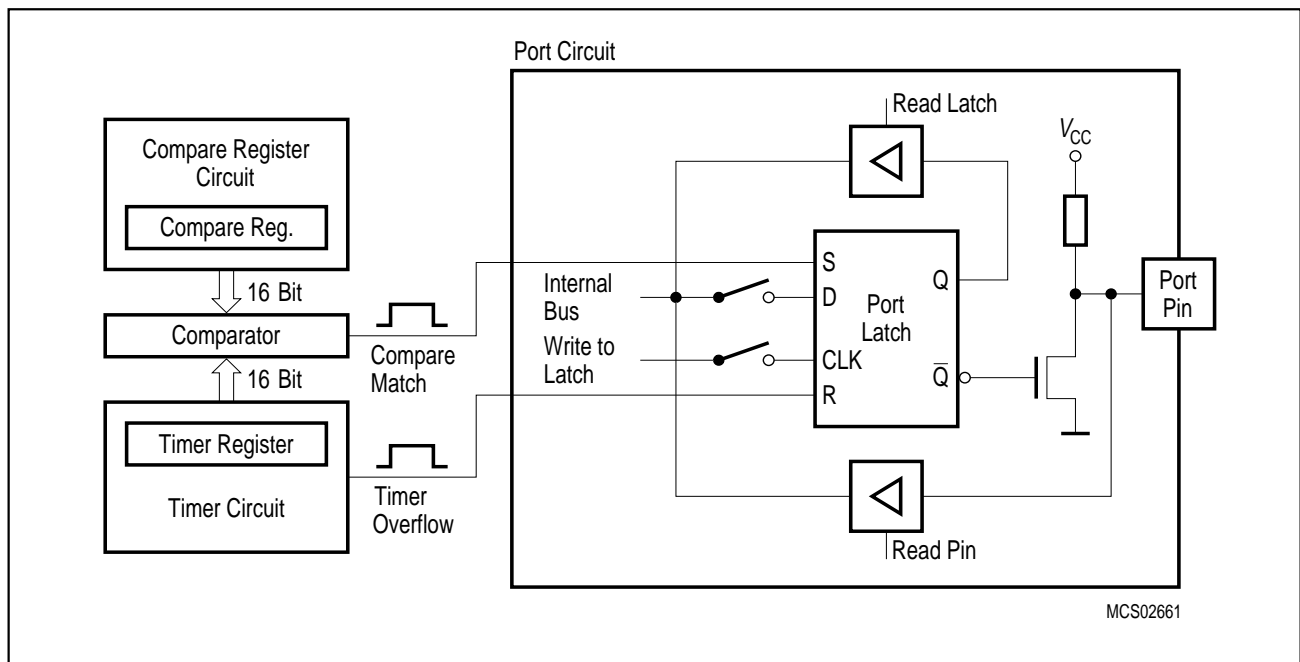 Port Circuit
Compare Register
Circuit
Compare Reg.
16 Bit
Comparator
16 Bit
Timer Register
Timer Circuit
Compare
Match
Timer
Overflow
Read Latch
VCC
Internal
Bus
Write to
Latch
S
D
CLK
R
Port
Latch
Q
Q̅
Port
Pin
Read Pin
MCS02661